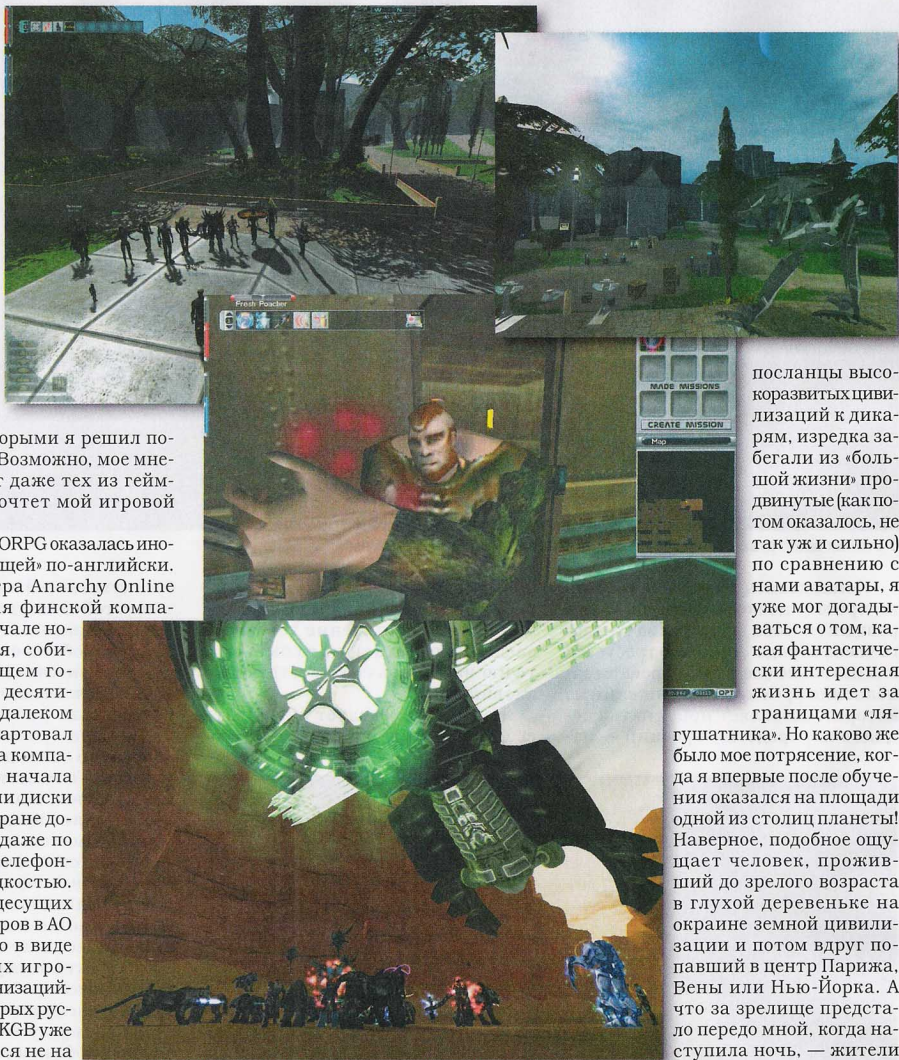 Fresh Poacher
MADE MISSIONS
CREATE MISSION
Map
орыми я решил по-
Возможно, мое мне-
т даже тех из гейм-
очтет мой игровой
ORPG оказалась ино-
щей» по-английски.
гра Anarchy Online
я финской компа-
чале но-
я, соби-
щем го-
десяти-
далеком
артовал
а компа-
начала
ли диски
ране до-
даже по
елефон-
дкостью.
десущих
ров в АО
о в виде
х игро-
низаций-
рых рус-
KGB уже
ся не на
посланцы высо-
коразвитых циви-
лизаций к дика-
рям, изредка за-
бегали из «боль-
шой жизни» про-
двинутые (как по-
том оказалось, не
так уж и сильно)
по сравнению с
нами аватары, я
уже мог догады-
ваться о том, ка-
кая фантастиче-
ски интересная
жизнь идет за
границами «ля-
гушатника». Но каково же
было мое потрясение, ког-
да я впервые после обуче-
ния оказался на площади
одной из столиц планеты!
Наверное, подобное ощу-
щает человек, прожив-
ший до зрелого возраста
в глухой деревеньке на
окраине земной цивили-
зации и потом вдруг по-
павший в центр Парижа,
Вены или Нью-Йорка. А
что за зрелище предста-
ло передо мной, когда на-
ступила ночь, — жители